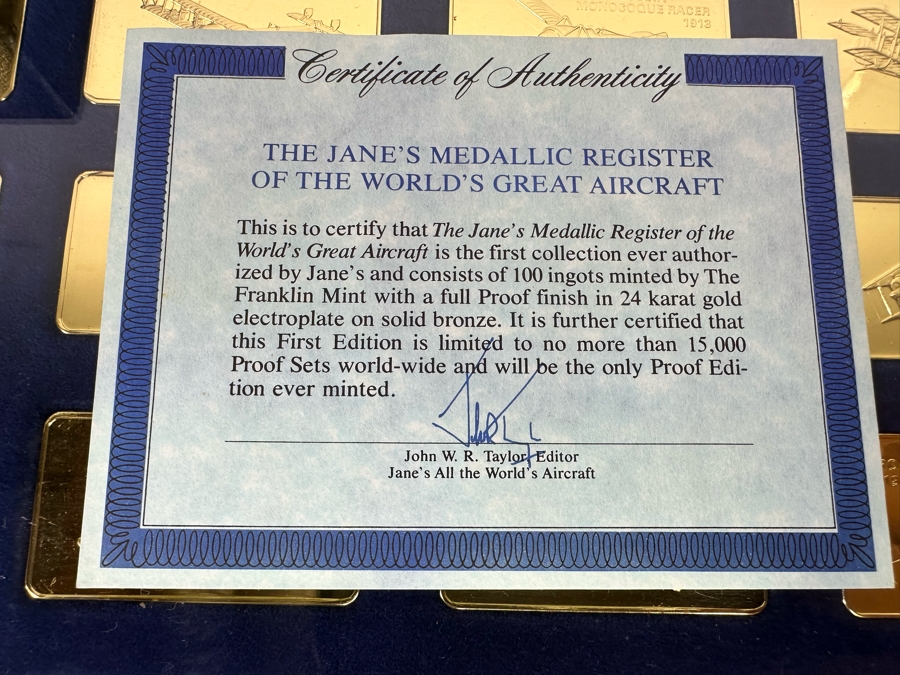 MONOCOQUE RACER
1913
Certificate of Authenticity
THE JANE'S MEDALLIC REGISTER
OF THE WORLD'S GREAT AIRCRAFT
This is to certify that The Jane's Medallic Register of the
World's Great Aircraft is the first collection ever author-
ized by Jane's and consists of 100 ingots minted by The
Franklin Mint with a full Proof finish in 24 karat gold
electroplate on solid bronze. It is further certified that
this First Edition is limited to no more than 15,000
Proof Sets world-wide and will be the only Proof Edi-
tion ever minted.
John W. R. Taylor, Editor
Jane's All the World's Aircraft